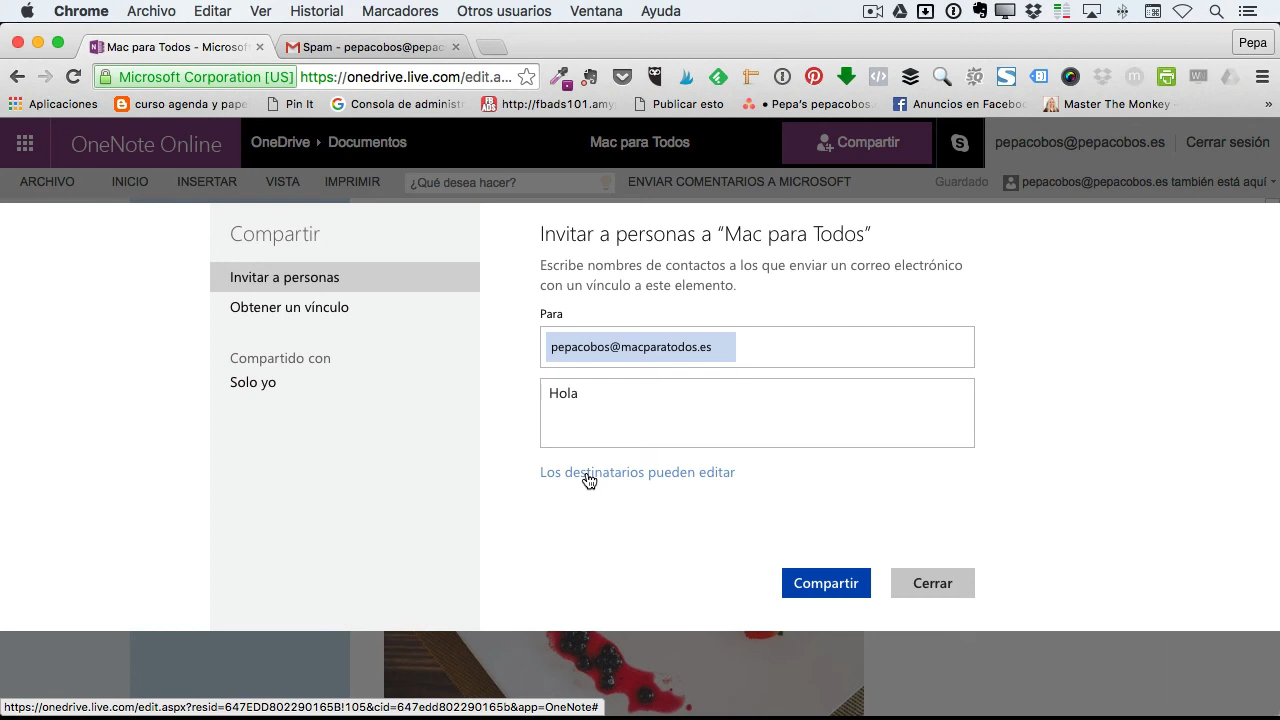 Chrome Archivo Editar Ver Historial Marcadores Otros usuarios Ventana Ayuda
Mac para Todos - Microsoft
Spam - pepacobos@pepac
Pepa
Microsoft Corporation [US] https://onedrive.live.com/edit.a...
Aplicaciones curso agenda y pape Pin It Consola de administr http://fbads101.amy Publicar esto • Pepa's pepacobos. Anuncios en Facebo Master The Monkey - »
OneNote Online OneDrive Documentos Mac para Todos Compartir pepacobos@pepacobos.es Cerrar sesión
ARCHIVO INICIO INSERTAR VISTA IMPRIMIR ¿Qué desea hacer? ENVIAR COMENTARIOS A MICROSOFT Guardado pepacobos@pepacobos.es también está aquí
Compartir
Invitar a personas
Obtener un vínculo
Compartido con
Solo yo
Invitar a personas a “Mac para Todos”
Escribe nombres de contactos a los que enviar un correo electrónico
con un vínculo a este elemento.
Para
pepacobos@macparatodos.es
Hola
Los destinatarios pueden editar
Compartir Cerrar
https://onedrive.live.com/edit.aspx?resid=647EDD802290165B!105&cid=647edd802290165b&app=OneNote#